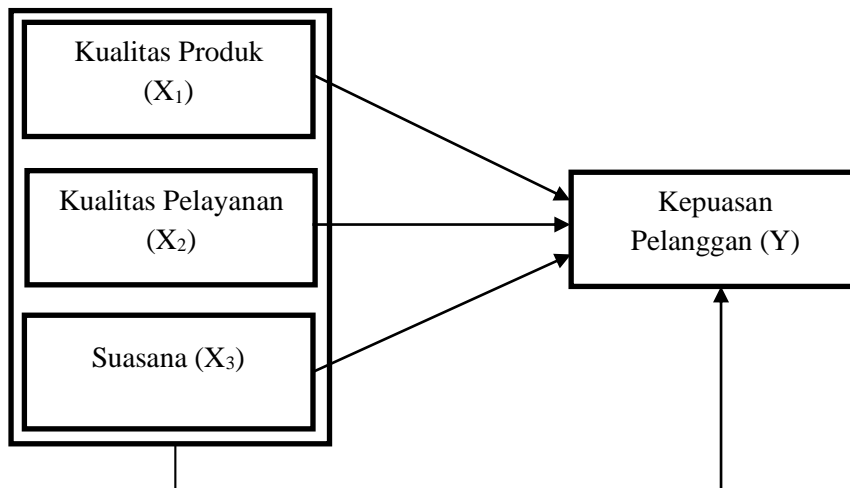 Kualitas Produk
(X₁)
Kualitas Pelayanan
(X₂)
Suasana (X₃)
Kepuasan
Pelanggan (Y)